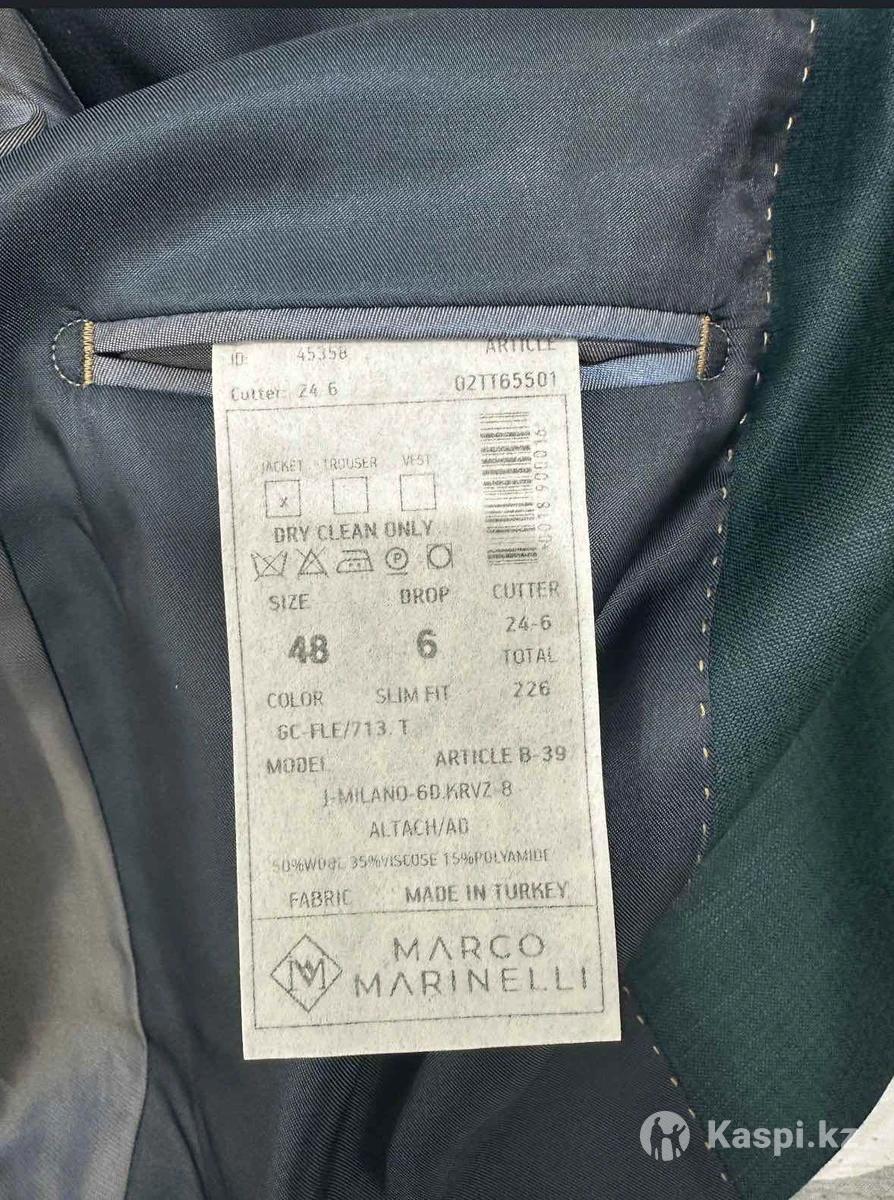 ID: 45358 ARTICLE
Cutter: 24 6 02TT65501
JACKET TROUSER VEST
x
DRY CLEAN ONLY
P
SIZE DROP CUTTER
24-6
48 6 TOTAL
COLOR SLIM FIT 226
GC-FLE/713.T
MODEL ARTICLE B-39
J-MILANO-6D.KRVZ-8
ALTACH/AD
50%WOOL 35%VISCOSE 15%POLYAMIDE
FABRIC MADE IN TURKEY
M
MARCO
MARINELLI
Kaspi.kz